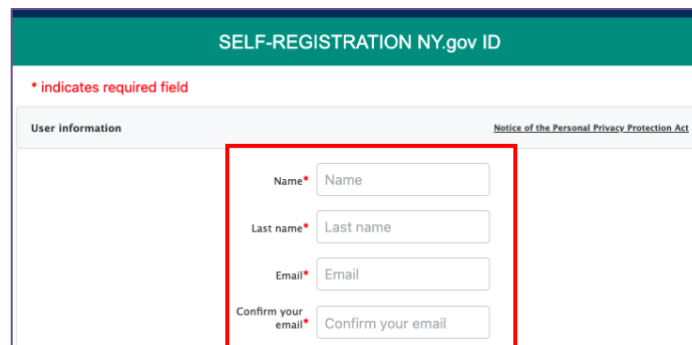 SELF-REGISTRATION NY.gov ID
* indicates required field
User information Notice of the Personal Privacy Protection Act
Name* Name
Last name* Last name
Email* Email
Confirm your
email* Confirm your email